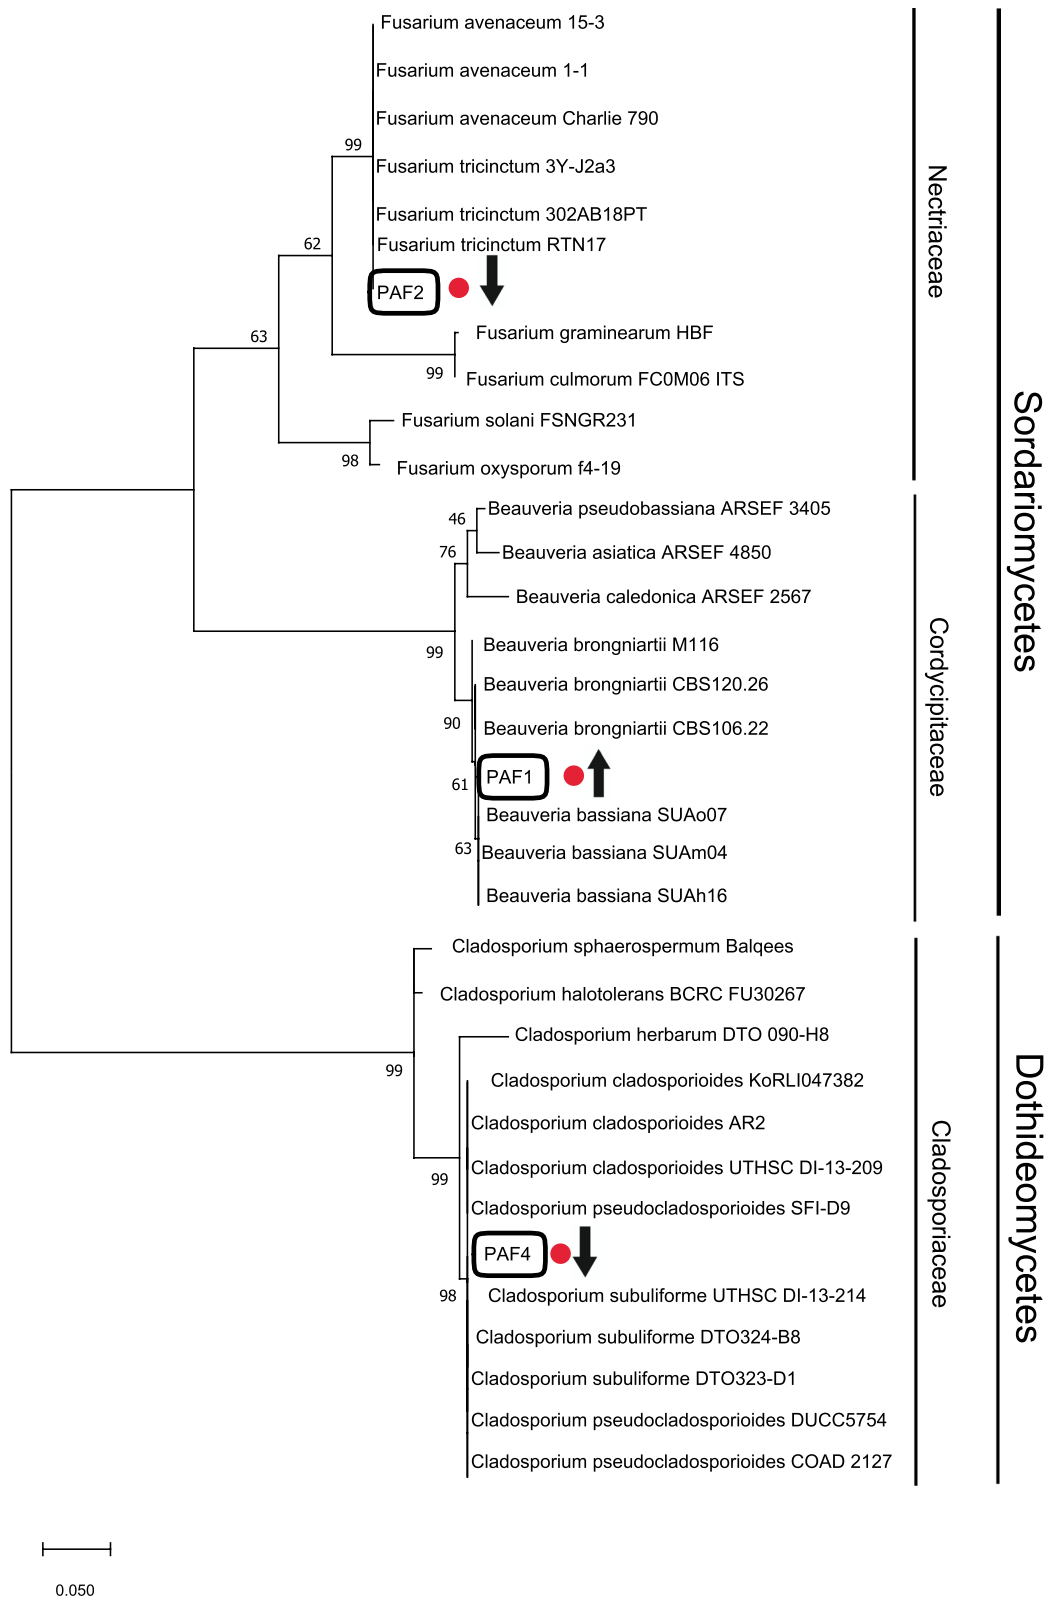 Fusarium avenaceum 15-3
Fusarium avenaceum 1-1
Fusarium avenaceum Charlie 790
99
Fusarium tricinctum 3Y-J2a3
Fusarium tricinctum 302AB18PT
62
Fusarium tricinctum RTN17
PAF2
63
Fusarium graminearum HBF
99
Fusarium culmorum FC0M06 ITS
Fusarium solani FSNGR231
98
Fusarium oxysporum f4-19
Nectriaceae
46
Beauveria pseudobassiana ARSEF 3405
76
Beauveria asiatica ARSEF 4850
Beauveria caledonica ARSEF 2567
99
Beauveria brongniartii M116
Beauveria brongniartii CBS120.26
90
Beauveria brongniartii CBS106.22
61
PAF1
Beauveria bassiana SUAo07
63
Beauveria bassiana SUAm04
Beauveria bassiana SUAh16
Cordycipitaceae
Sordariomycetes
Cladosporium sphaerospermum Balqees
Cladosporium halotolerans BCRC FU30267
Cladosporium herbarum DTO 090-H8
99
Cladosporium cladosporioides KoRLI047382
Cladosporium cladosporioides AR2
99
Cladosporium cladosporioides UTHSC DI-13-209
Cladosporium pseudocladosporioides SFI-D9
PAF4
98
Cladosporium subuliforme UTHSC DI-13-214
Cladosporium subuliforme DTO324-B8
Cladosporium subuliforme DTO323-D1
Cladosporium pseudocladosporioides DUCC5754
Cladosporium pseudocladosporioides COAD 2127
Cladosporiaceae
Dothideomycetes
0.050